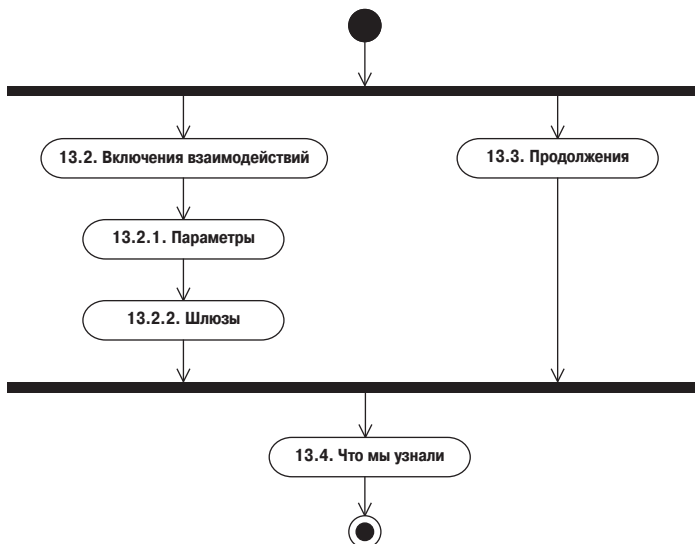 13.2. Включения взаимодействий
13.3. Продолжения
13.2.1. Параметры
13.2.2. Шлюзы
13.4. Что мы узнали